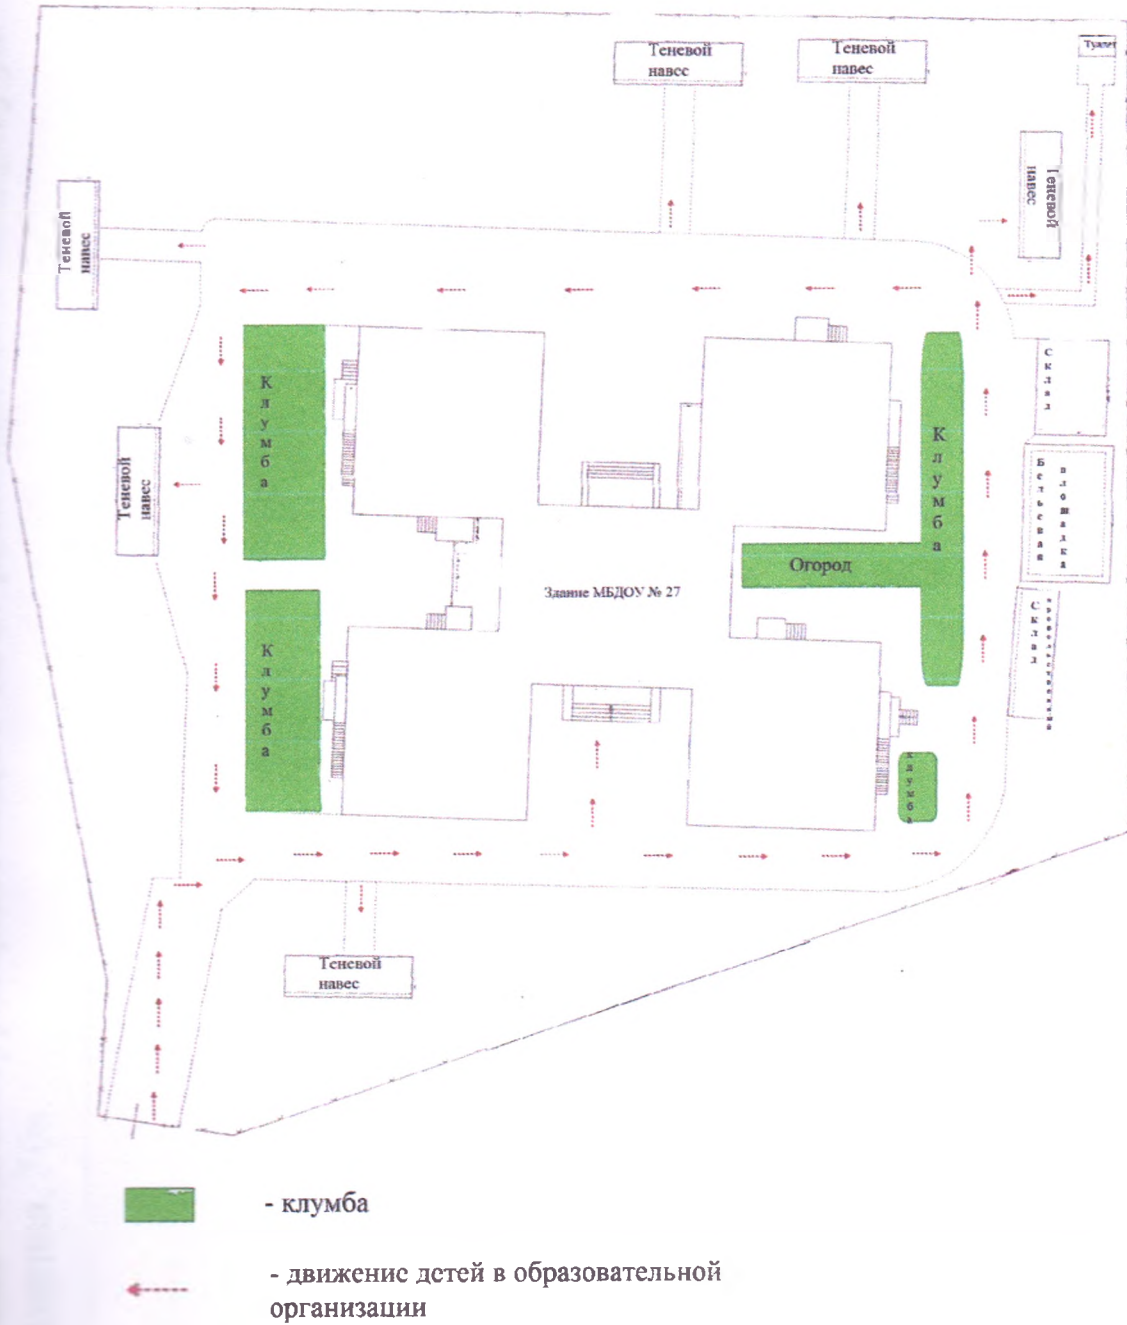 Теневой
навес
Теневой
навес
Туалет
Теневой
навес
Теневой
навес
Клумба
Клумба
Склад
Теневой
навес
Бельевая
площадка
Огород
Здание МБДОУ № 27
Клумба
Склад
продовольственный
Клумба
Теневой
навес
- клумба
- движение детей в образовательной
организации